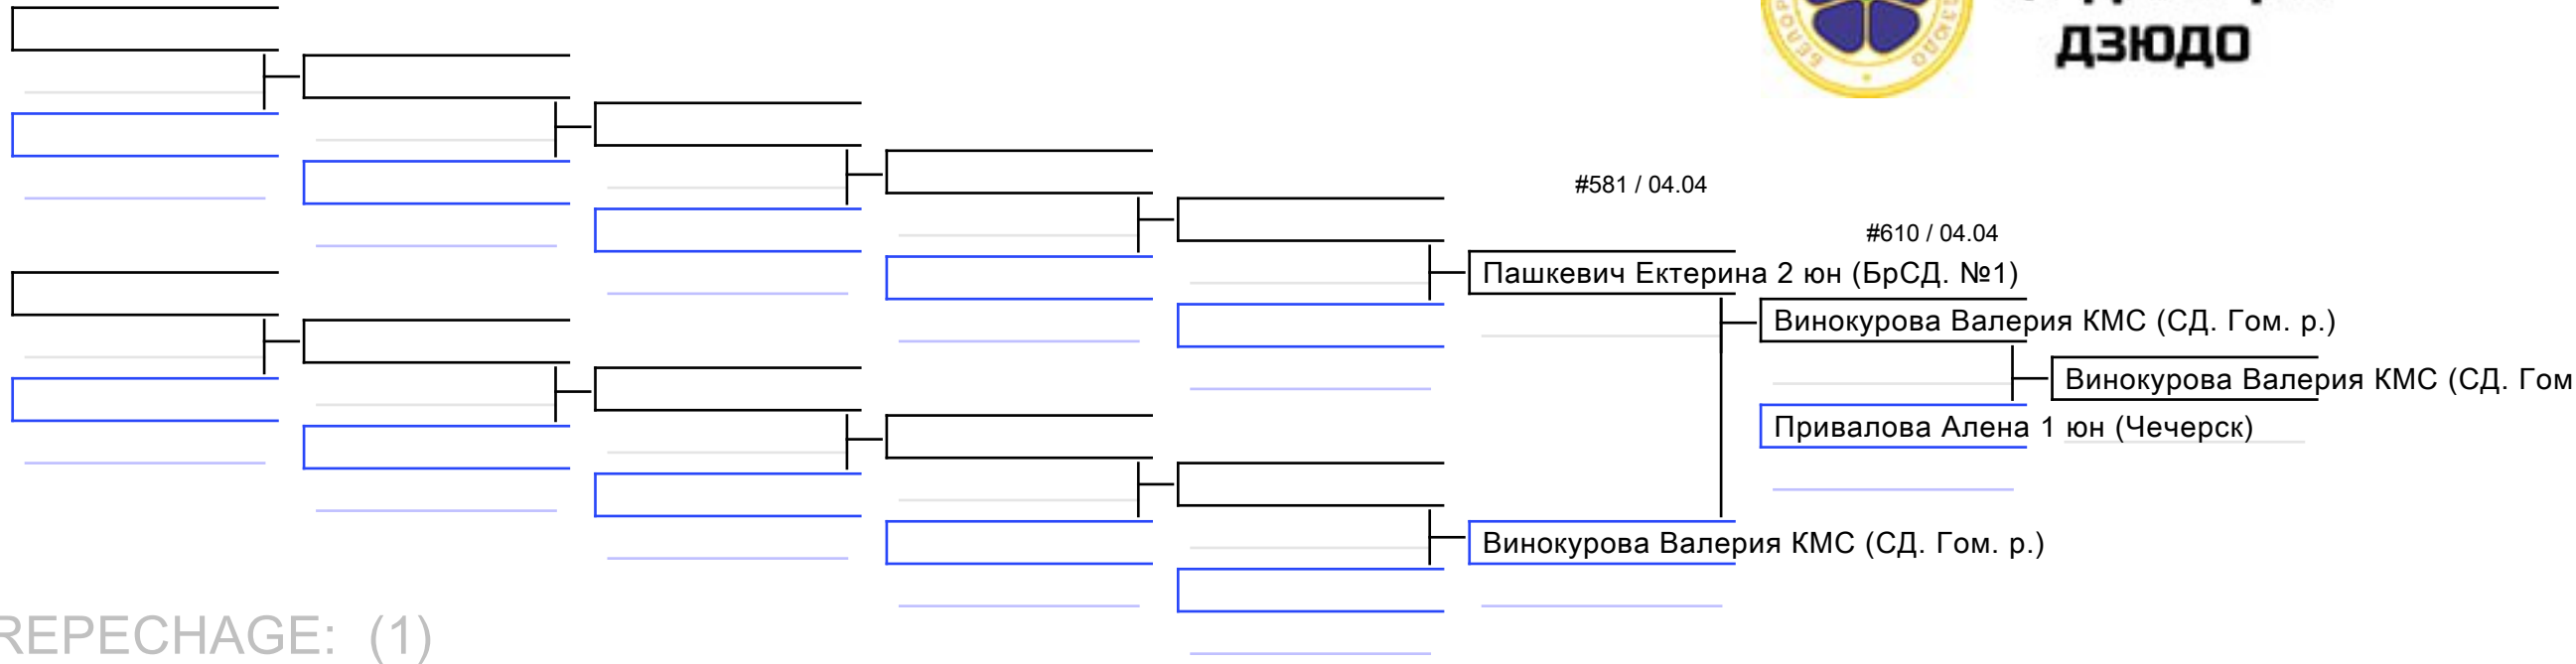 ДЗЮДО
#581 / 04.04
#610 / 04.04
Пашкевич Ектерина 2 юн (БрСД. №1)
Винокурова Валерия КМС (СД. Гом. р.)
Винокурова Валерия КМС (СД. Гом
Привалова Алена 1 юн (Чечерск)
Винокурова Валерия КМС (СД. Гом. р.)
REPECHAGE: (1)